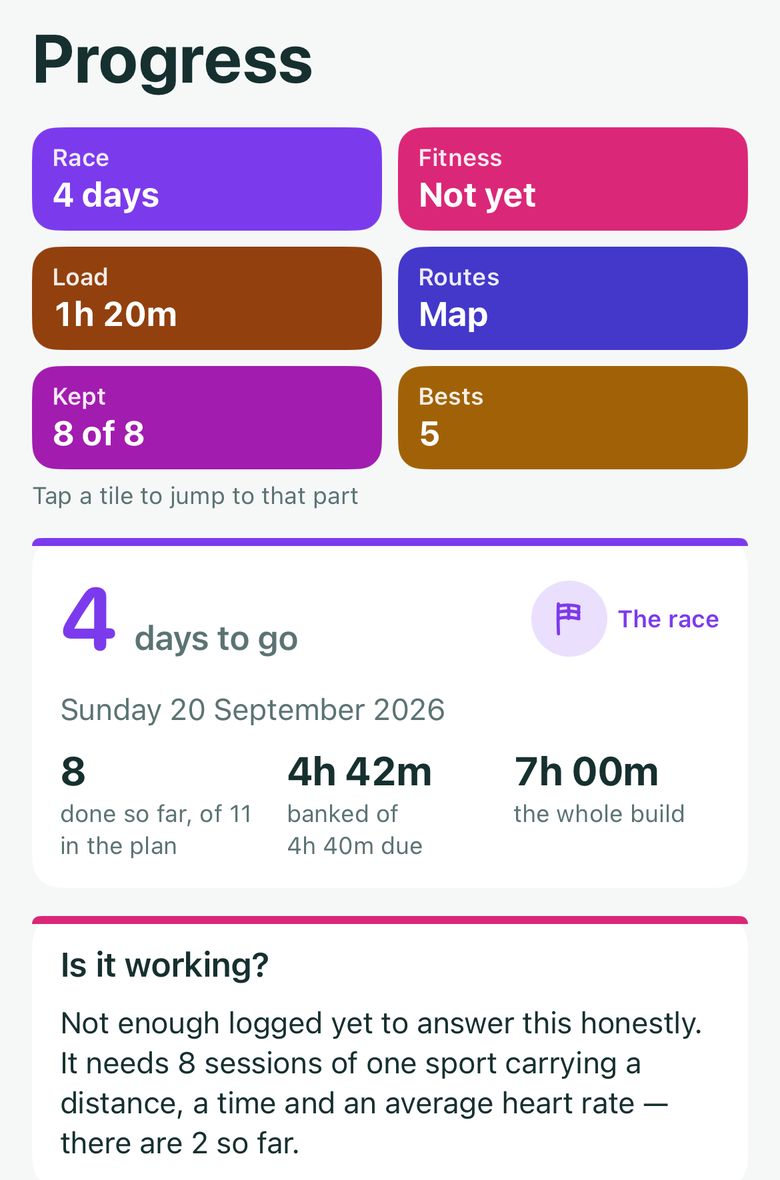 Progress
Race
4 days
Fitness
Not yet
Load
1h 20m
Routes
Map
Kept
8 of 8
Bests
5
Tap a tile to jump to that part
4 days to go
The race
Sunday 20 September 2026
8
done so far, of 11
in the plan
4h 42m
banked of
4h 40m due
7h 00m
the whole build
Is it working?
Not enough logged yet to answer this honestly.
It needs 8 sessions of one sport carrying a
distance, a time and an average heart rate —
there are 2 so far.